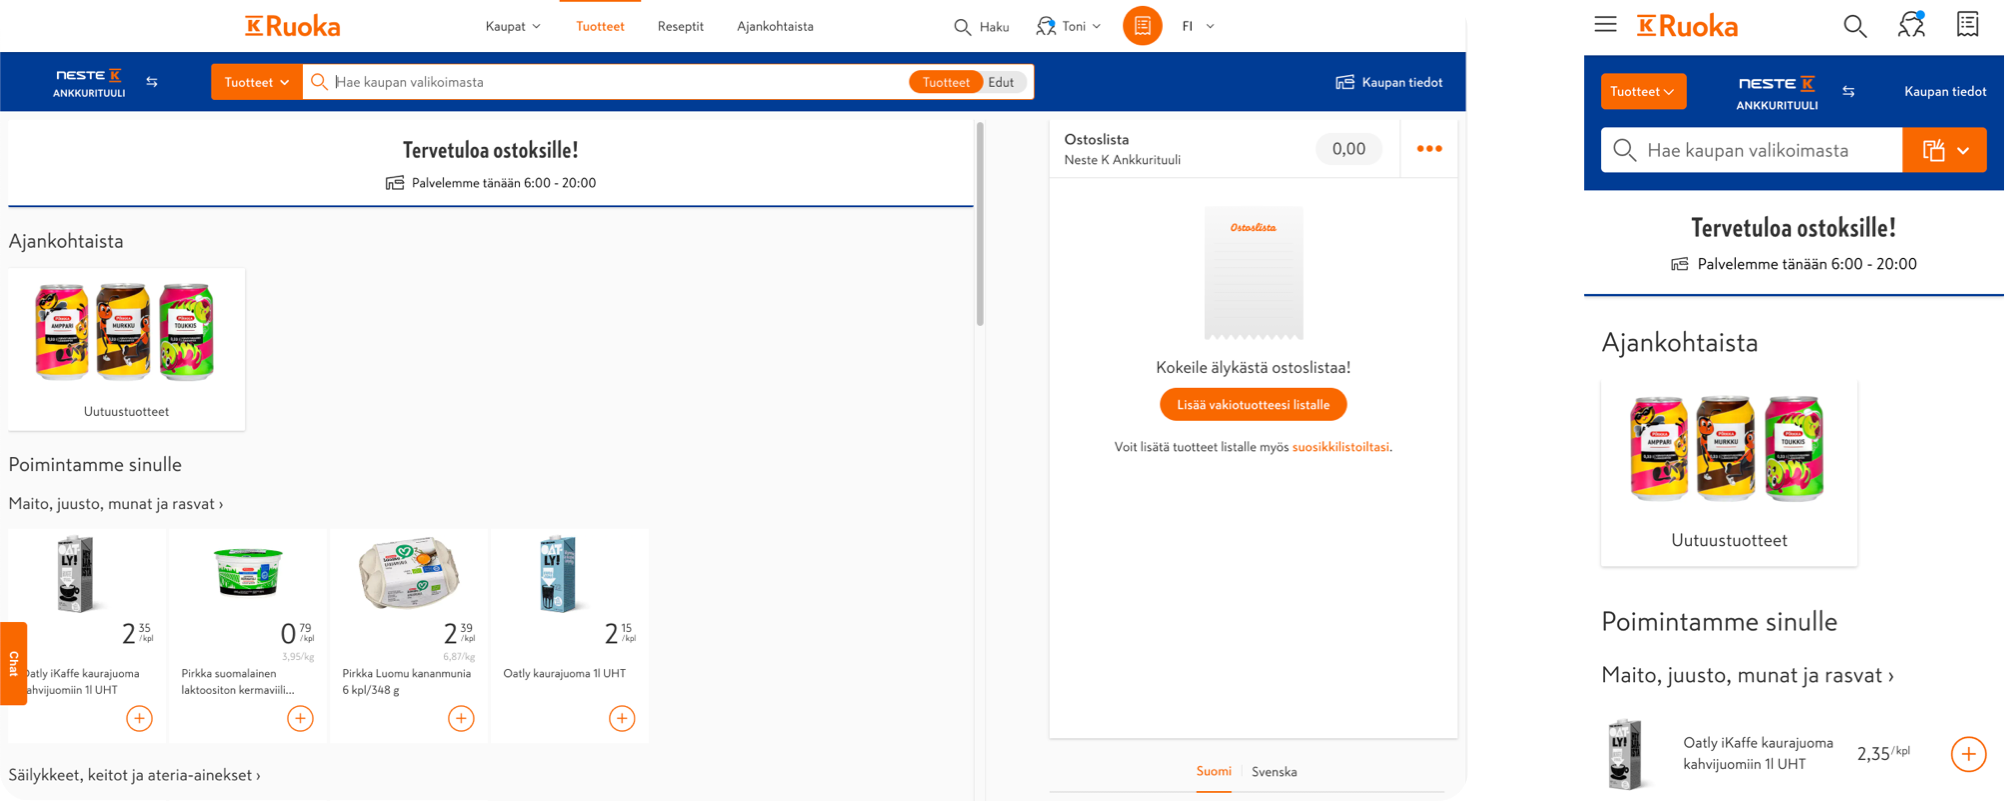 K Ruoka
Kaupat
Tuotteet
Reseptit
Ajankohtaista
Haku
Toni
FI
NESTE K
ANKKURITUULI
Tuotteet
Hae kaupan valikoimasta
Tuotteet
Edut
Kaupan tiedot
Tervetuloa ostoksille!
Palvelemme tänään 6:00 - 20:00
Ajankohtaista
AMPPARI
MURKKU
TOUKKIS
Uutuustuotteet
Poimintamme sinulle
Maito, juusto, munat ja rasvat ›
OAT-
LY!
2 35
/kpl
Oatly iKaffe kaurajuoma
kahvijuomiin 1l UHT
0 79
/kpl
3,95/kg
Pirkka suomalainen
laktoositon kermaviili...
2 39
/kpl
6,87/kg
Pirkka Luomu kananmunia
6 kpl/348 g
OAT-
LY!
2 15
/kpl
Oatly kaurajuoma 1l UHT
Chat
Säilykkeet, keitot ja ateria-ainekset ›
Ostoslista
Neste K Ankkurituuli
0,00
Ostoslista
Kokeile älykästä ostoslistaa!
Lisää vakiotuotteesi listalle
Voit lisätä tuotteet listalle myös suosikkilistoiltasi.
Suomi
Svenska
K Ruoka
Tuotteet
NESTE K
ANKKURITUULI
Kaupan tiedot
Hae kaupan valikoimasta
Tervetuloa ostoksille!
Palvelemme tänään 6:00 - 20:00
Ajankohtaista
AMPPARI
MURKKU
TOUKKIS
Uutuustuotteet
Poimintamme sinulle
Maito, juusto, munat ja rasvat ›
OAT-
LY!
Oatly iKaffe kaurajuoma
kahvijuomiin 1l UHT
2,35/kpl